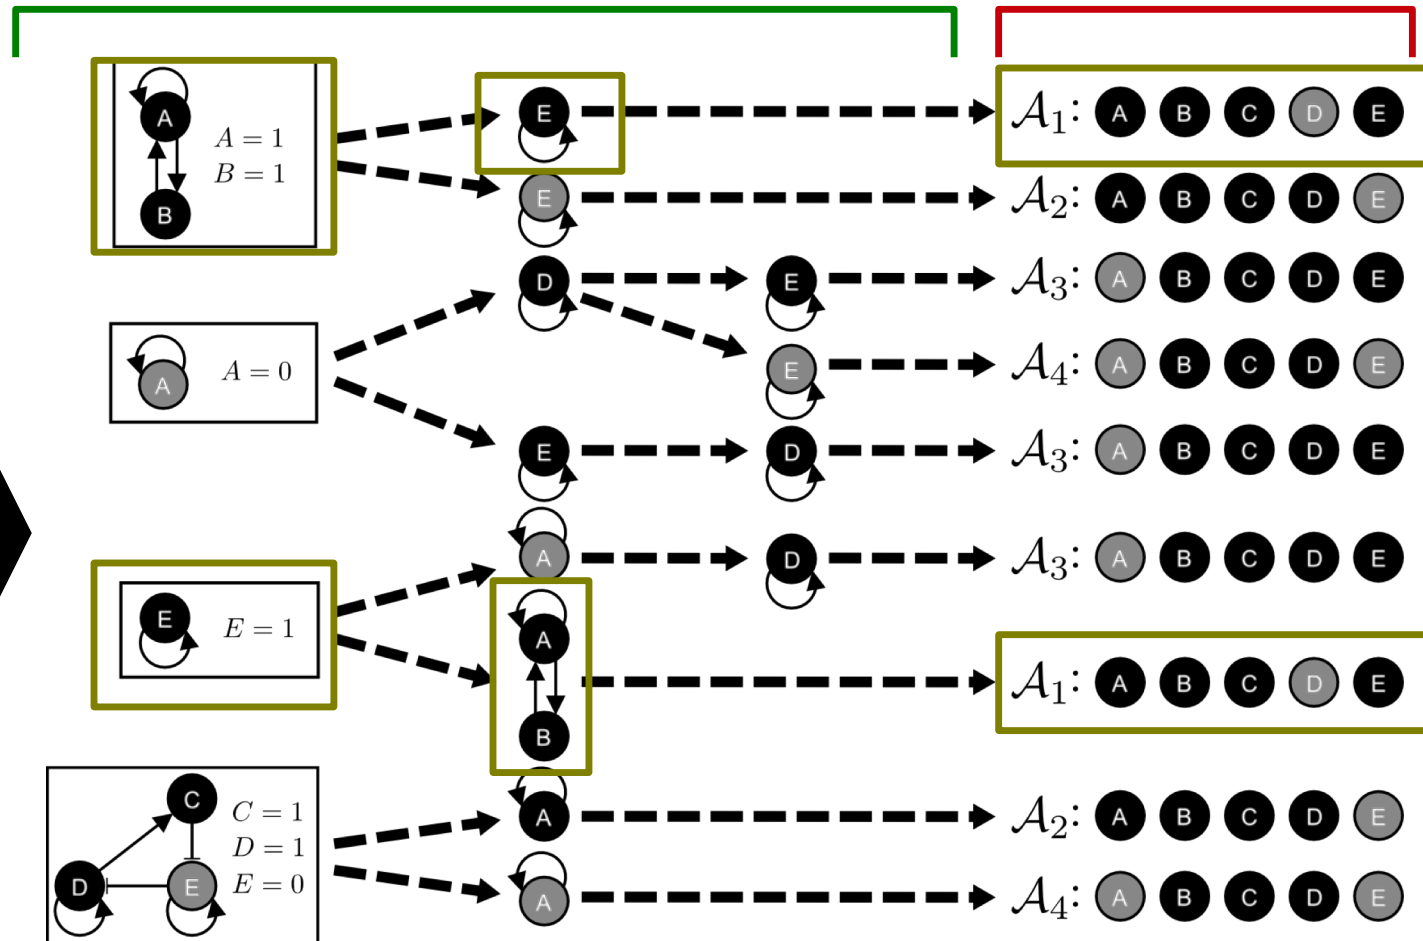 A
A = 1
B = 1
B
E
𝒜₁: A B C D E
E
𝒜₂: A B C D E
D
E
𝒜₃: A B C D E
A
A = 0
E
𝒜₄: A B C D E
E
D
𝒜₃: A B C D E
A
D
𝒜₃: A B C D E
E
E = 1
A
B
𝒜₁: A B C D E
C
D
E
C = 1
D = 1
E = 0
A
𝒜₂: A B C D E
A
𝒜₄: A B C D E